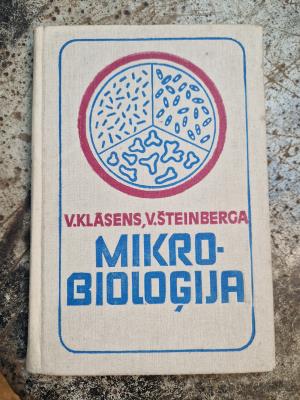 V.KLĀSENS, V.ŠTEINBERGA
MIKRO-
BIOLOĢIJA